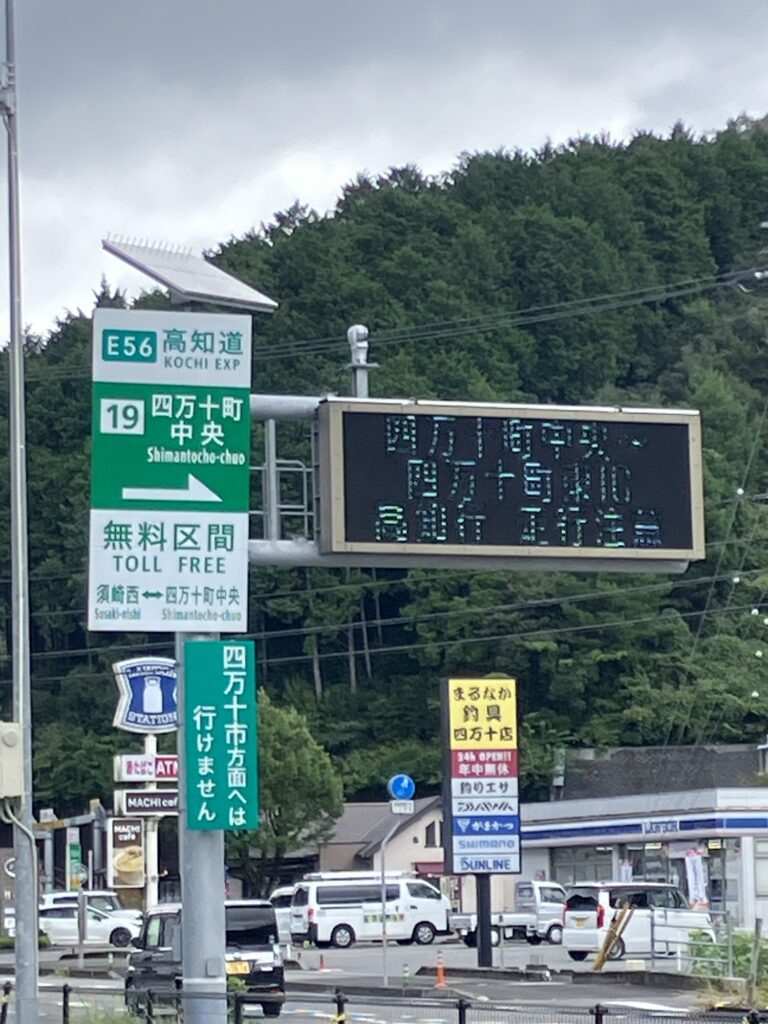 E56 高知道
KOCHI EXP
19 四万十町
中央
Shimantocho-chuo
無料区間
TOLL FREE
須崎西⟷四万十町中央
Susaki-nishi Shimantocho-chuo
四万十市方面へは
行けません
四万十町中央〜
四万十町東IC
STATION
ATM
MACHI café
MACHI
café
まるなか
釣具
四万十店
24h OPEN!!
年中無休
釣りエサ
DAIWA
がまかつ
SHIMANO
SUNLINE
LAWSON